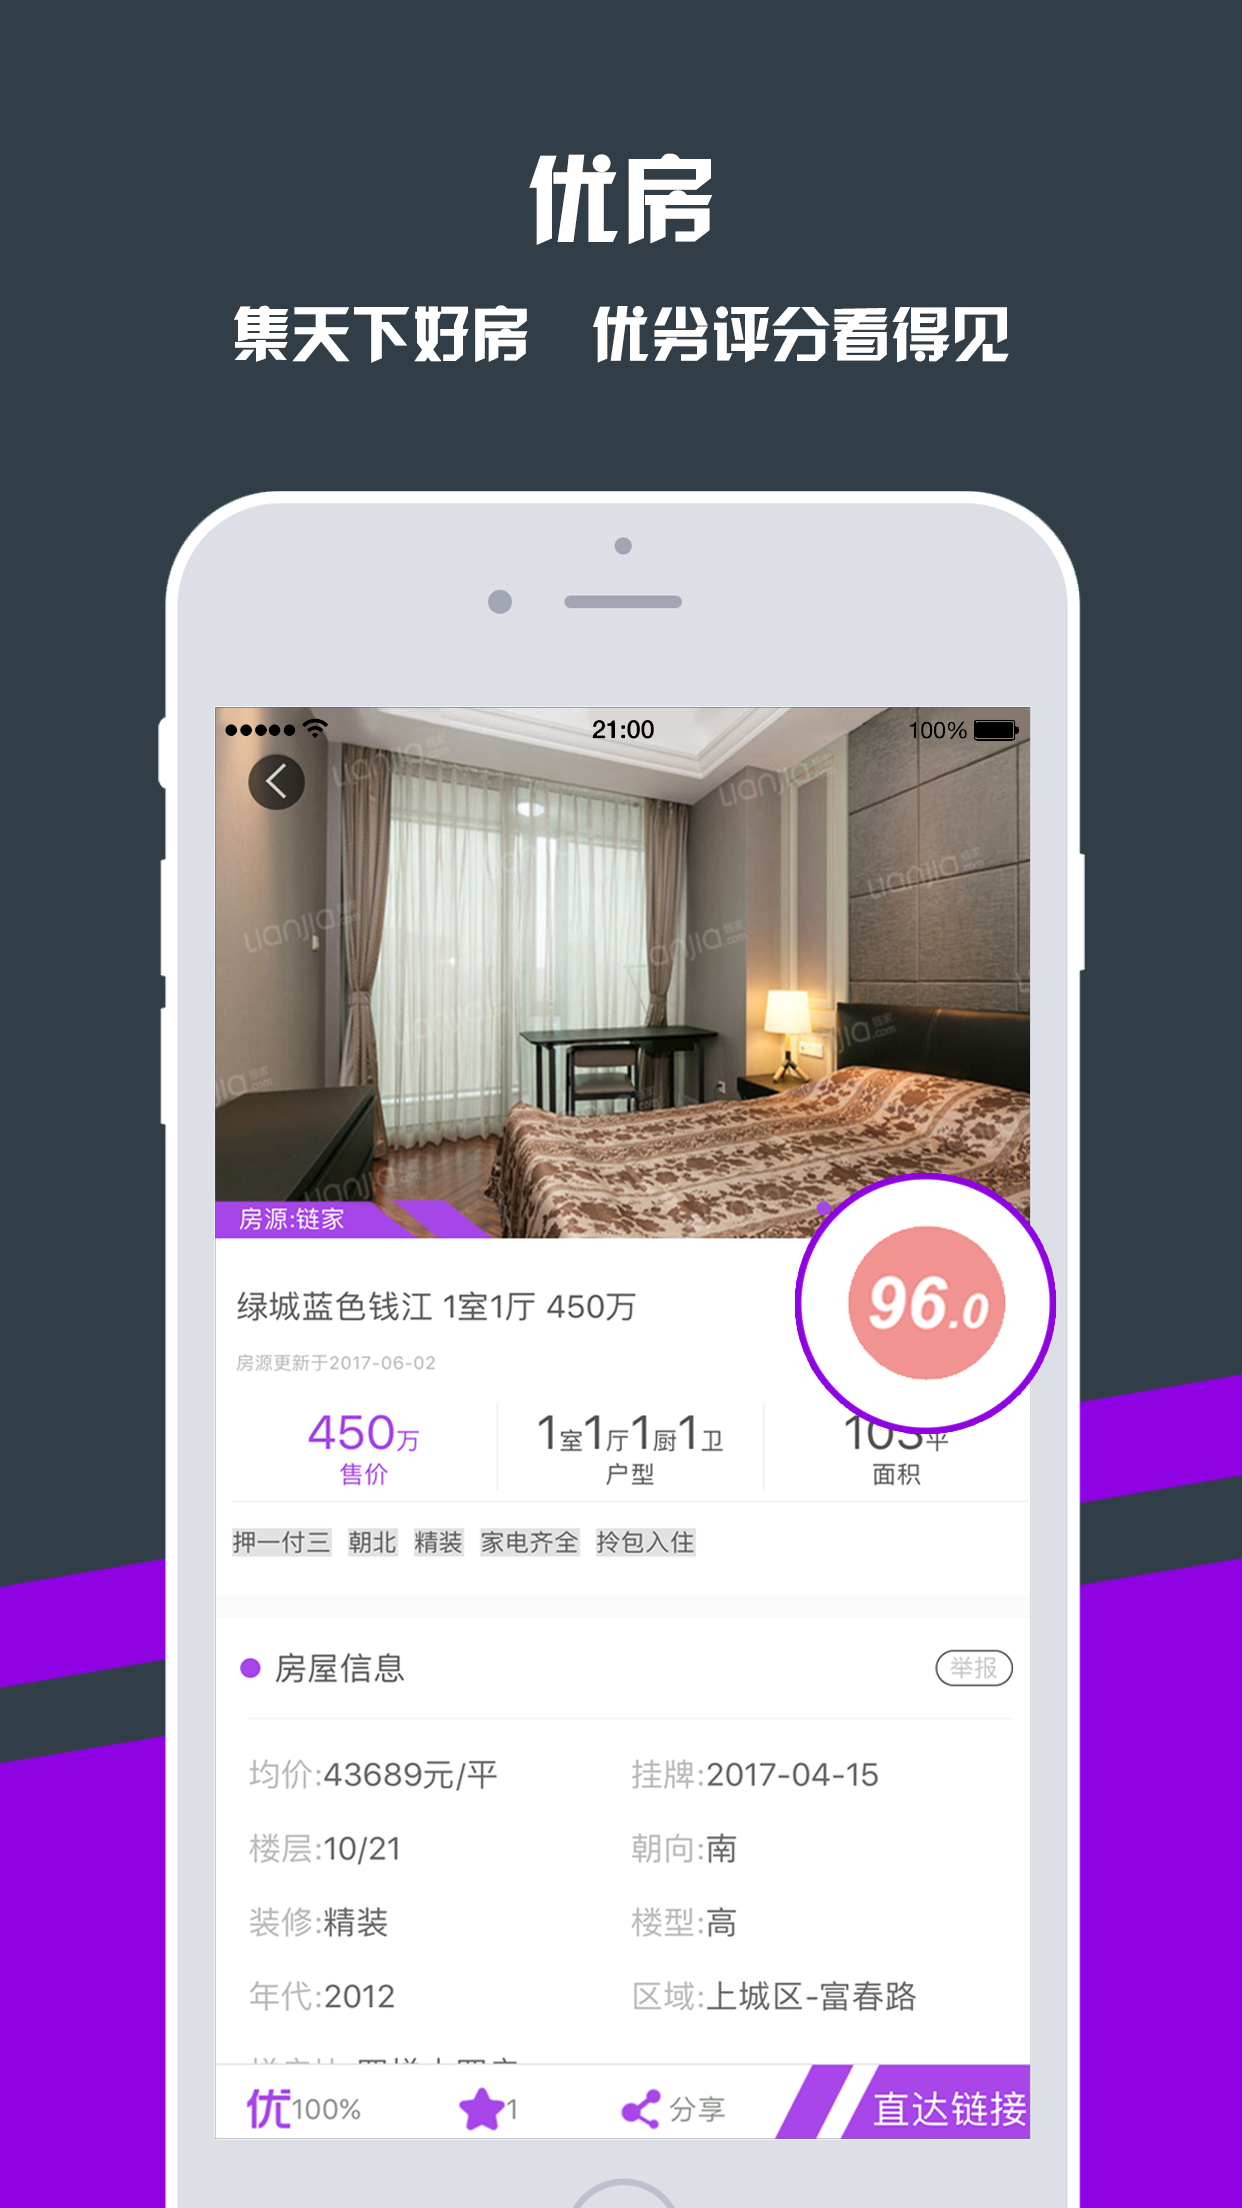 优房
集天下好房 优劣评分看得见
21:00 100%
Lianjia 链家.com
房源:链家
96.0
绿城蓝色钱江 1室1厅 450万
房源更新于2017-06-02
450万 1室1厅1厨1卫 103平
售价 户型 面积
押一付三 朝北 精装 家电齐全 拎包入住
房屋信息 举报
均价:43689元/平 挂牌:2017-04-15
楼层:10/21 朝向:南
装修:精装 楼型:高
年代:2012 区域:上城区-富春路
优100% 1 分享 直达链接